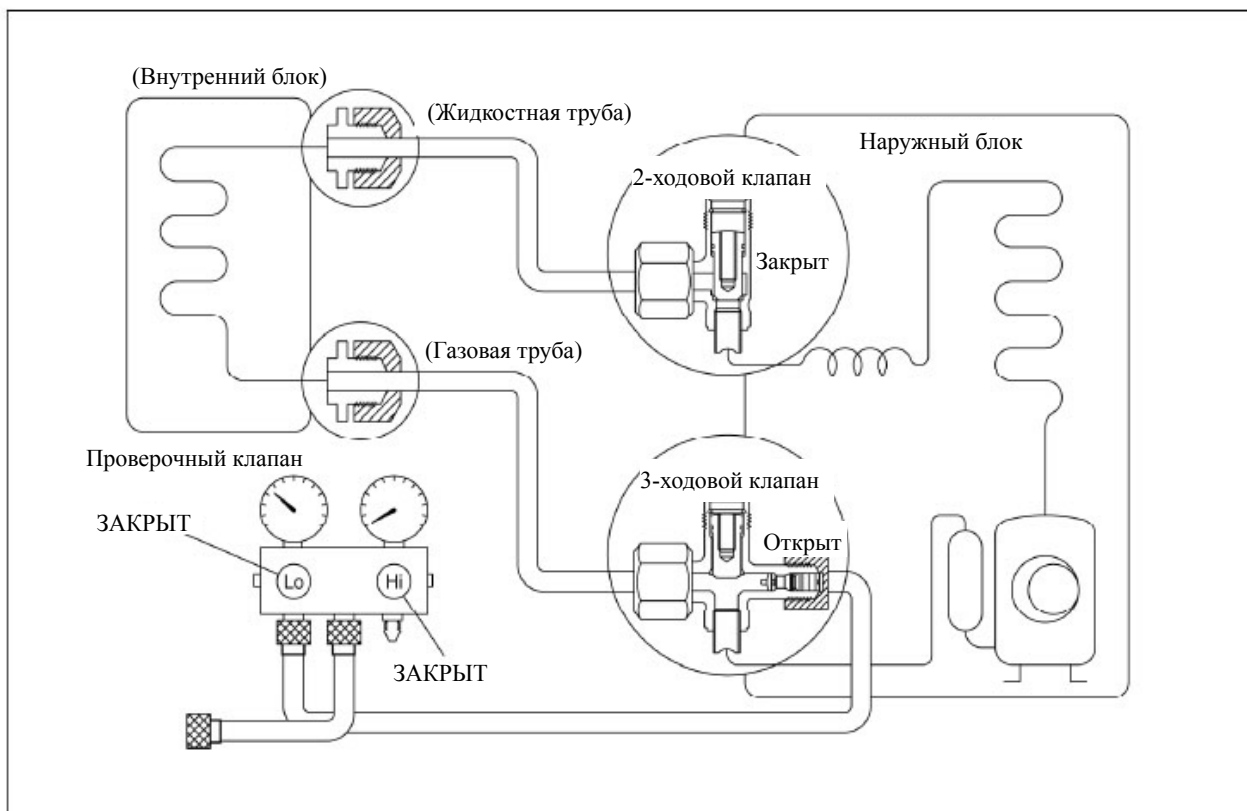 (Внутренний блок)
(Жидкостная труба)
Наружный блок
2-ходовой клапан
Закрыт
(Газовая труба)
Проверочный клапан
3-ходовой клапан
ЗАКРЫТ
Открыт
Lo
Hi
ЗАКРЫТ